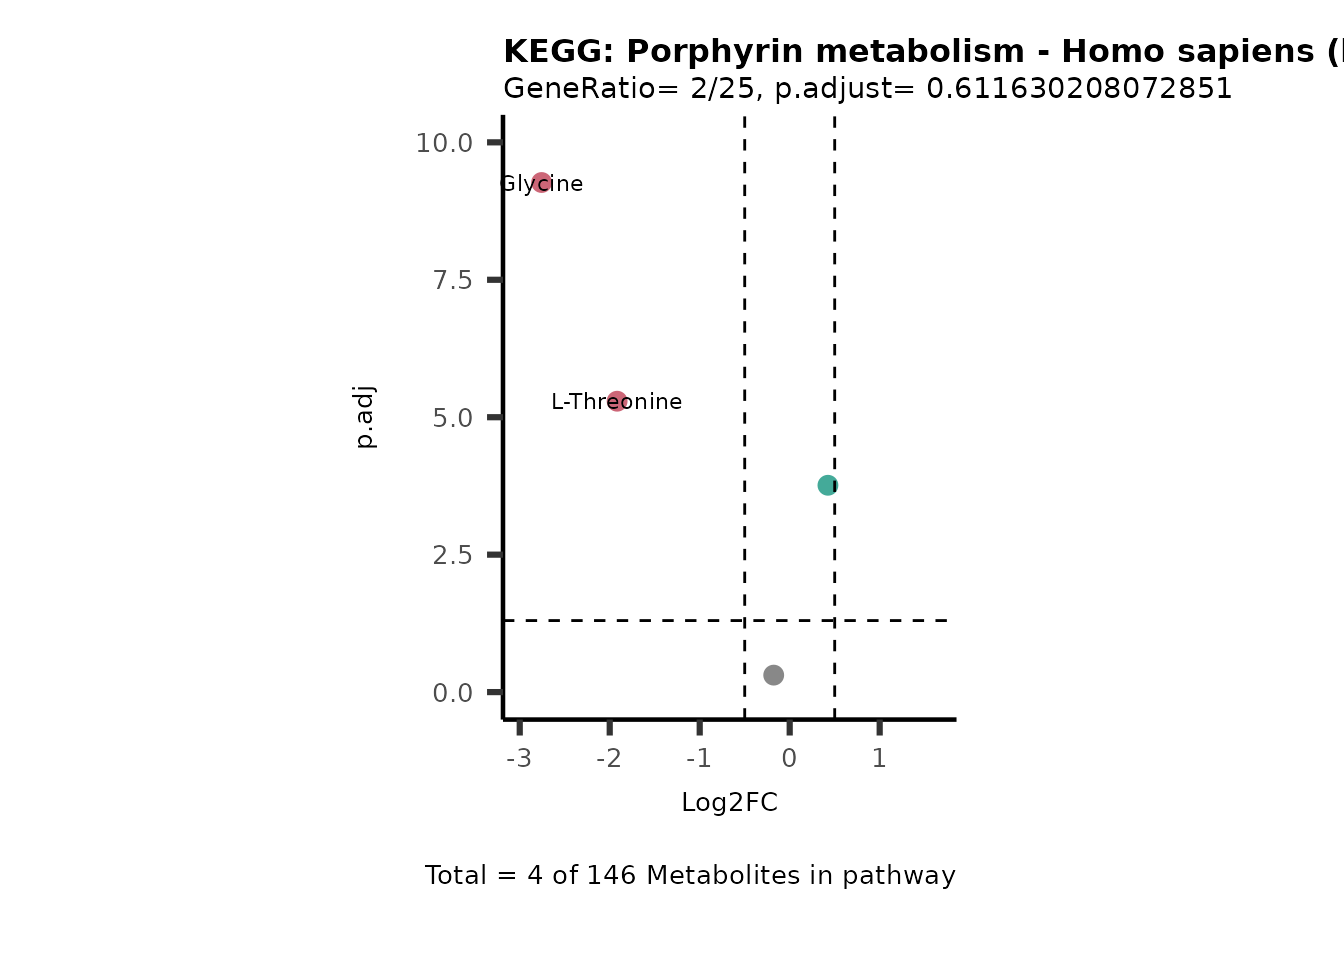 KEGG: Porphyrin metabolism - Homo sapiens (
GeneRatio= 2/25, p.adjust= 0.611630208072851
10.0
Glycine
7.5
p.adj
5.0
L-Threonine
2.5
0.0
-3 -2 -1 0 1
Log2FC
Total = 4 of 146 Metabolites in pathway